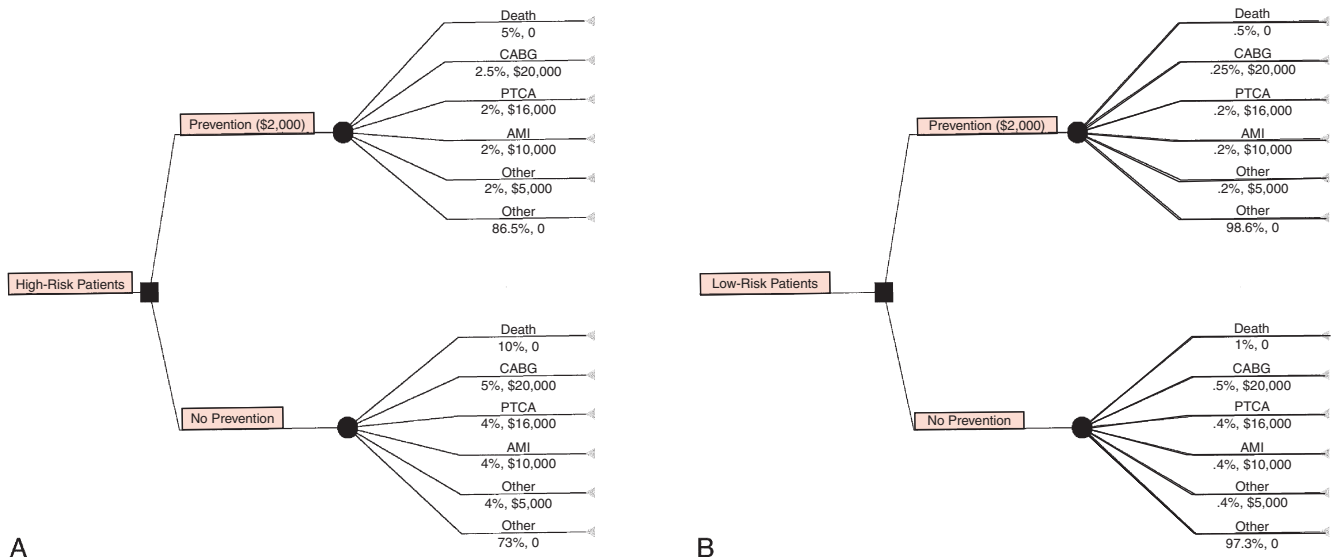 High-Risk Patients
Prevention ($2,000)
Death
5%, 0
CABG
2.5%, $20,000
PTCA
2%, $16,000
AMI
2%, $10,000
Other
2%, $5,000
Other
86.5%, 0
No Prevention
Death
10%, 0
CABG
5%, $20,000
PTCA
4%, $16,000
AMI
4%, $10,000
Other
4%, $5,000
Other
73%, 0
A
Low-Risk Patients
Prevention ($2,000)
Death
.5%, 0
CABG
.25%, $20,000
PTCA
.2%, $16,000
AMI
.2%, $10,000
Other
.2%, $5,000
Other
98.6%, 0
No Prevention
Death
1%, 0
CABG
.5%, $20,000
PTCA
.4%, $16,000
AMI
.4%, $10,000
Other
.4%, $5,000
Other
97.3%, 0
B